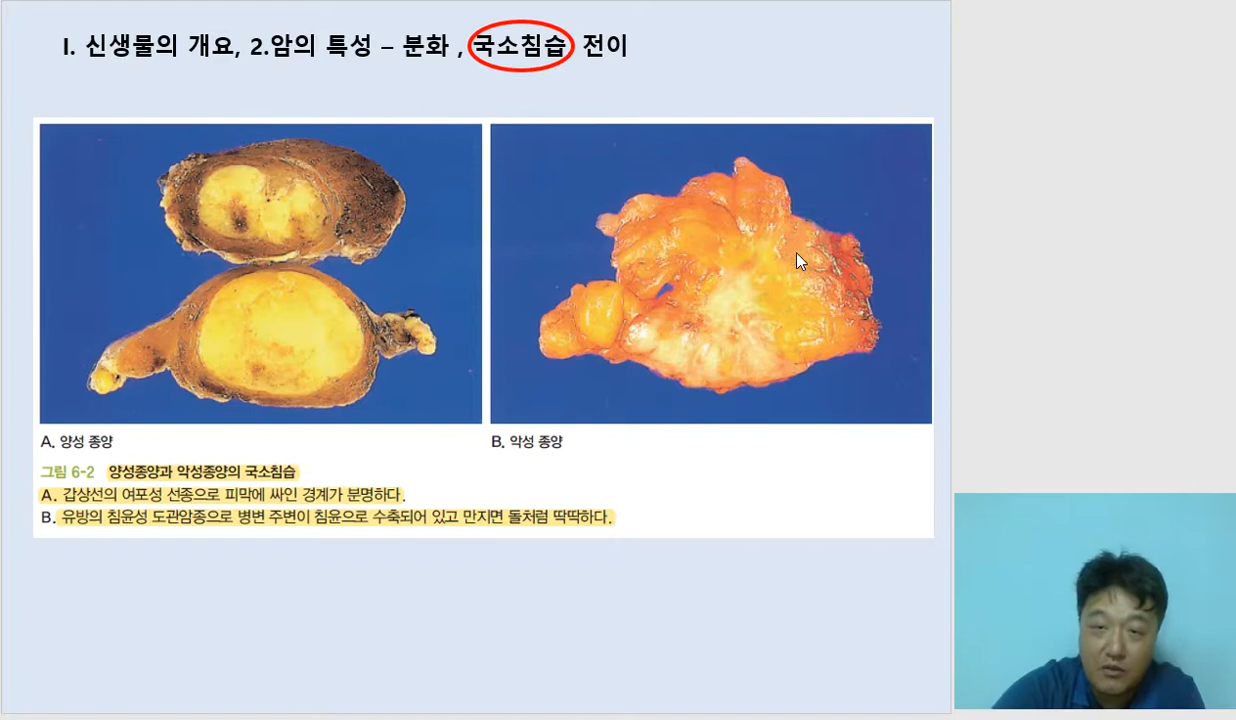 I. 신생물의 개요, 2.암의 특성 – 분화 , 국소침습 전이
A. 양성 종양
B. 악성 종양
그림 6-2 양성종양과 악성종양의 국소침습
A. 갑상선의 여포성 선종으로 피막에 싸인 경계가 분명하다.
B. 유방의 침윤성 도관암종으로 병변 주변이 침윤으로 수축되어 있고 만지면 돌처럼 딱딱하다.